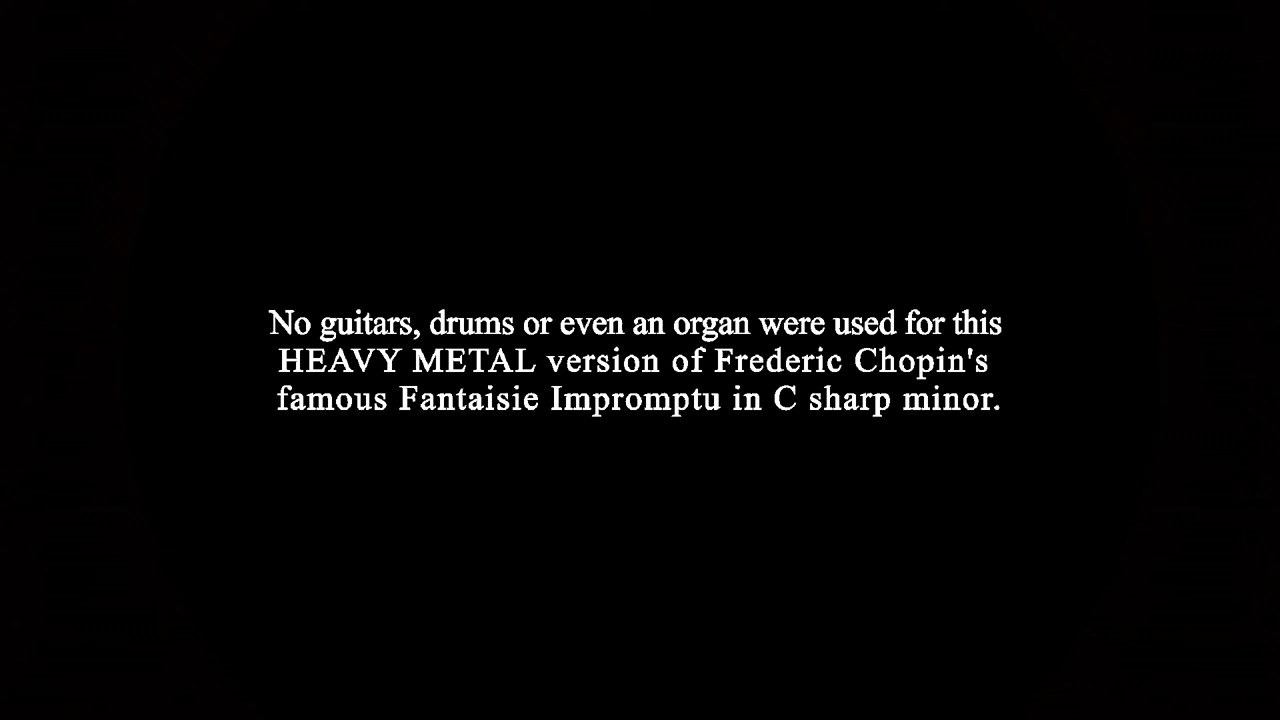 No guitars, drums or even an organ were used for this
HEAVY METAL version of Frederic Chopin's
famous Fantaisie Impromptu in C sharp minor.